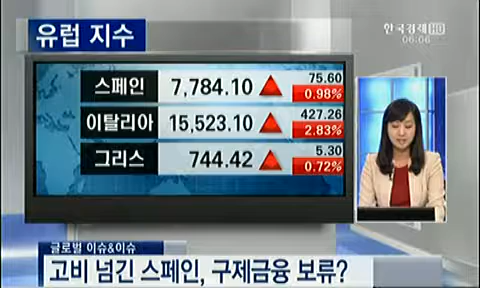 유럽 지수
한국경제HD
06:06
스페인 7,784.10 ▲ 75.60 0.98%
이탈리아 15,523.10 ▲ 427.26 2.83%
그리스 744.42 ▲ 5.30 0.72%
글로벌 이슈&이슈
고비 넘긴 스페인, 구제금융 보류?